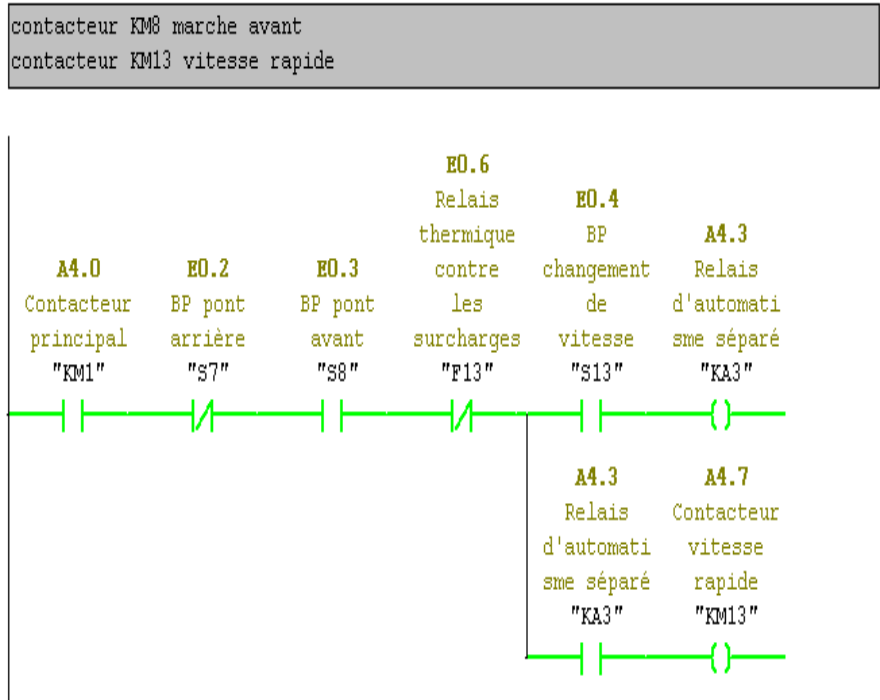 contacteur KM8 marche avant
contacteur KM13 vitesse rapide
A4.0
Contacteur
principal
"KM1"
E0.2
BP pont
arrière
"S7"
E0.3
BP pont
avant
"S8"
E0.6
Relais
thermique
contre
les
surcharges
"F13"
E0.4
BP
changement
de
vitesse
"S13"
A4.3
Relais
d'automati
sme séparé
"KA3"
A4.3
Relais
d'automati
sme séparé
"KA3"
A4.7
Contacteur
vitesse
rapide
"KM13"